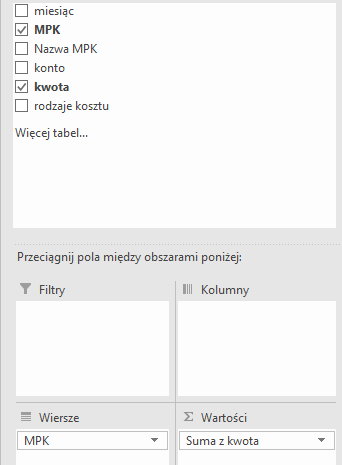 miesiąc
MPK
Nazwa MPK
konto
kwota
rodzaje kosztu
Więcej tabel...
Przeciągnij pola między obszarami poniżej:
Filtry
Kolumny
Wiersze
Wartości
MPK
Suma z kwota